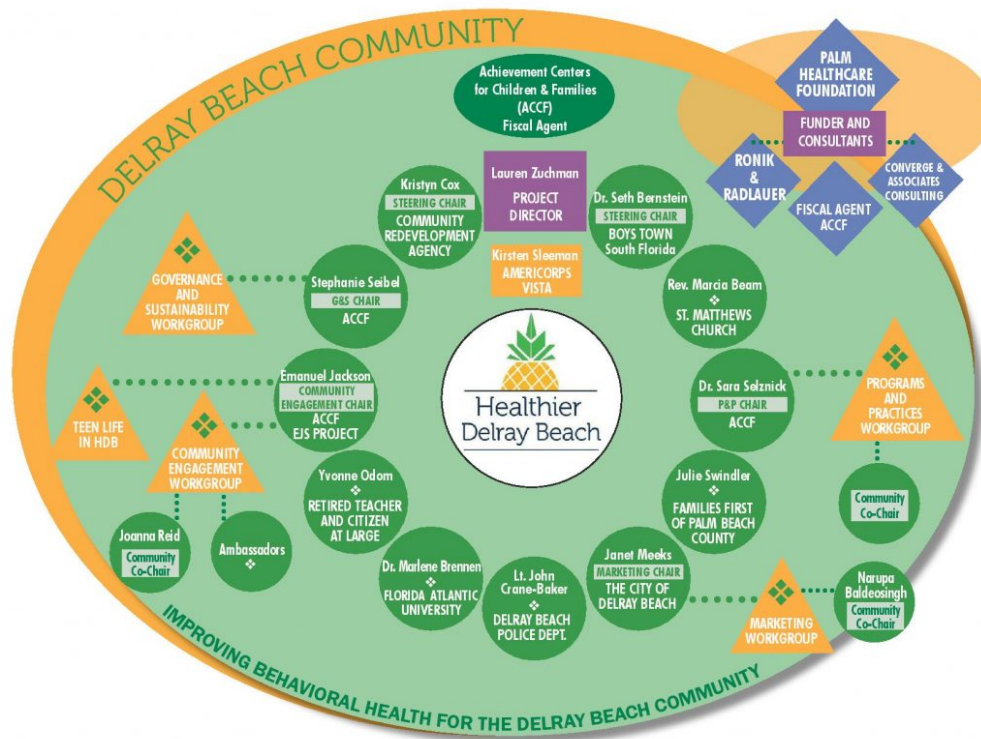 DELRAY BEACH COMMUNITY
Achievement Centers
for Children & Families
(ACCF)
Fiscal Agent
PALM
HEALTHCARE
FOUNDATION
FUNDER AND
CONSULTANTS
RONIK
&
RADLAUER
FISCAL AGENT
ACCF
CONVERGE &
ASSOCIATES
CONSULTING
Lauren Zuchman
PROJECT
DIRECTOR
Kirsten Sleeman
AMERICORPS
VISTA
Kristyn Cox
STEERING CHAIR
COMMUNITY
REDEVELOPMENT
AGENCY
Dr. Seth Bernstein
STEERING CHAIR
BOYS TOWN
South Florida
GOVERNANCE
AND
SUSTAINABILITY
WORKGROUP
Stephanie Seibel
G&S CHAIR
ACCF
Rev. Marcia Beam
ST. MATTHEWS
CHURCH
TEEN LIFE
IN HDB
Emanuel Jackson
COMMUNITY
ENGAGEMENT CHAIR
ACCF
EJS PROJECT
Healthier
Delray Beach
Dr. Sara Selznick
P&P CHAIR
ACCF
PROGRAMS
AND
PRACTICES
WORKGROUP
COMMUNITY
ENGAGEMENT
WORKGROUP
Yvonne Odom
RETIRED TEACHER
AND CITIZEN
AT LARGE
Julie Swindler
FAMILIES FIRST
OF PALM BEACH
COUNTY
Community
Co-Chair
Joanna Reid
Community
Co-Chair
Ambassadors
Dr. Marlene Brennen
FLORIDA ATLANTIC
UNIVERSITY
Lt. John
Crane-Baker
DELRAY BEACH
POLICE DEPT.
Janet Meeks
MARKETING CHAIR
THE CITY OF
DELRAY BEACH
MARKETING
WORKGROUP
Narupa
Baldeosingh
Community
Co-Chair
IMPROVING BEHAVIORAL HEALTH FOR THE DELRAY BEACH COMMUNITY